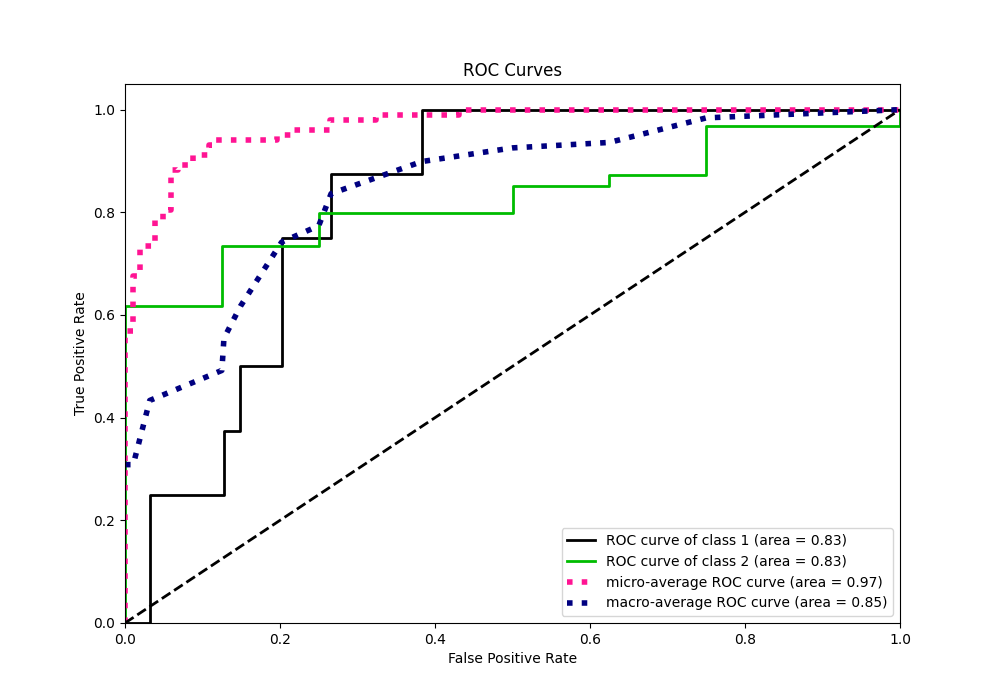 ROC Curves
True Positive Rate
1.0
0.8
0.6
0.4
0.2
0.0
0.0 0.2 0.4 0.6 0.8 1.0
False Positive Rate
ROC curve of class 1 (area = 0.83)
ROC curve of class 2 (area = 0.83)
micro-average ROC curve (area = 0.97)
macro-average ROC curve (area = 0.85)